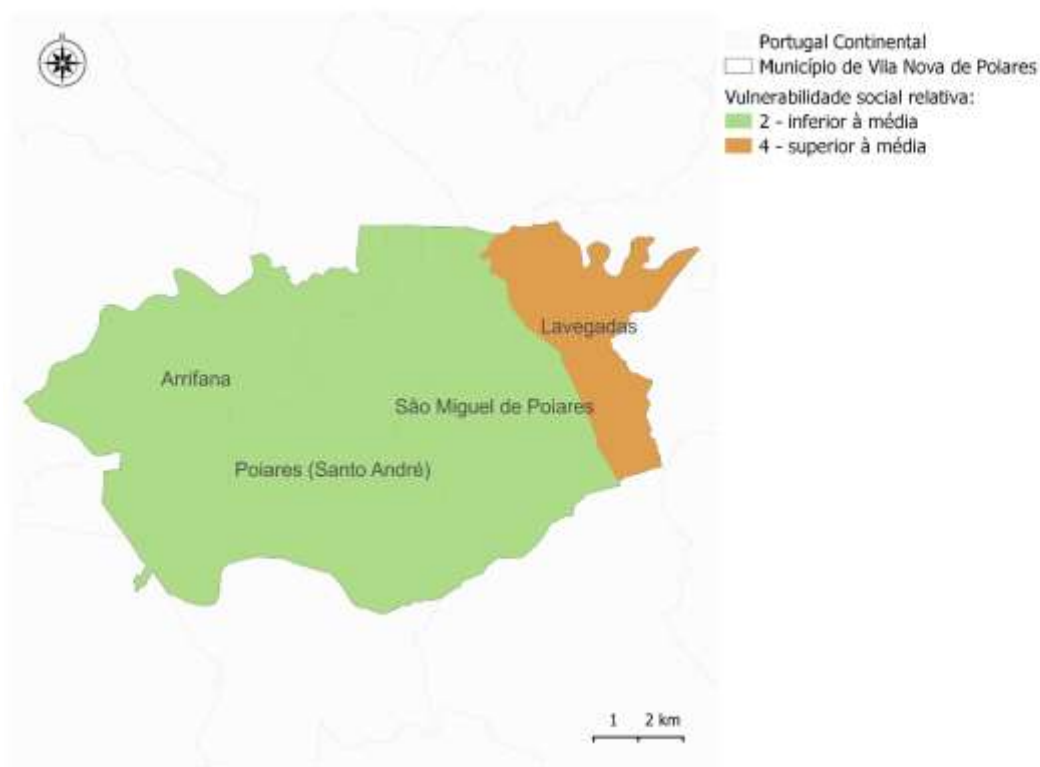 Portugal Continental
Município de Vila Nova de Poiares
Vulnerabilidade social relativa:
2 - inferior à média
4 - superior à média
Lavegadas
Arrifana
São Miguel de Poiares
Poiares (Santo André)
1 2 km